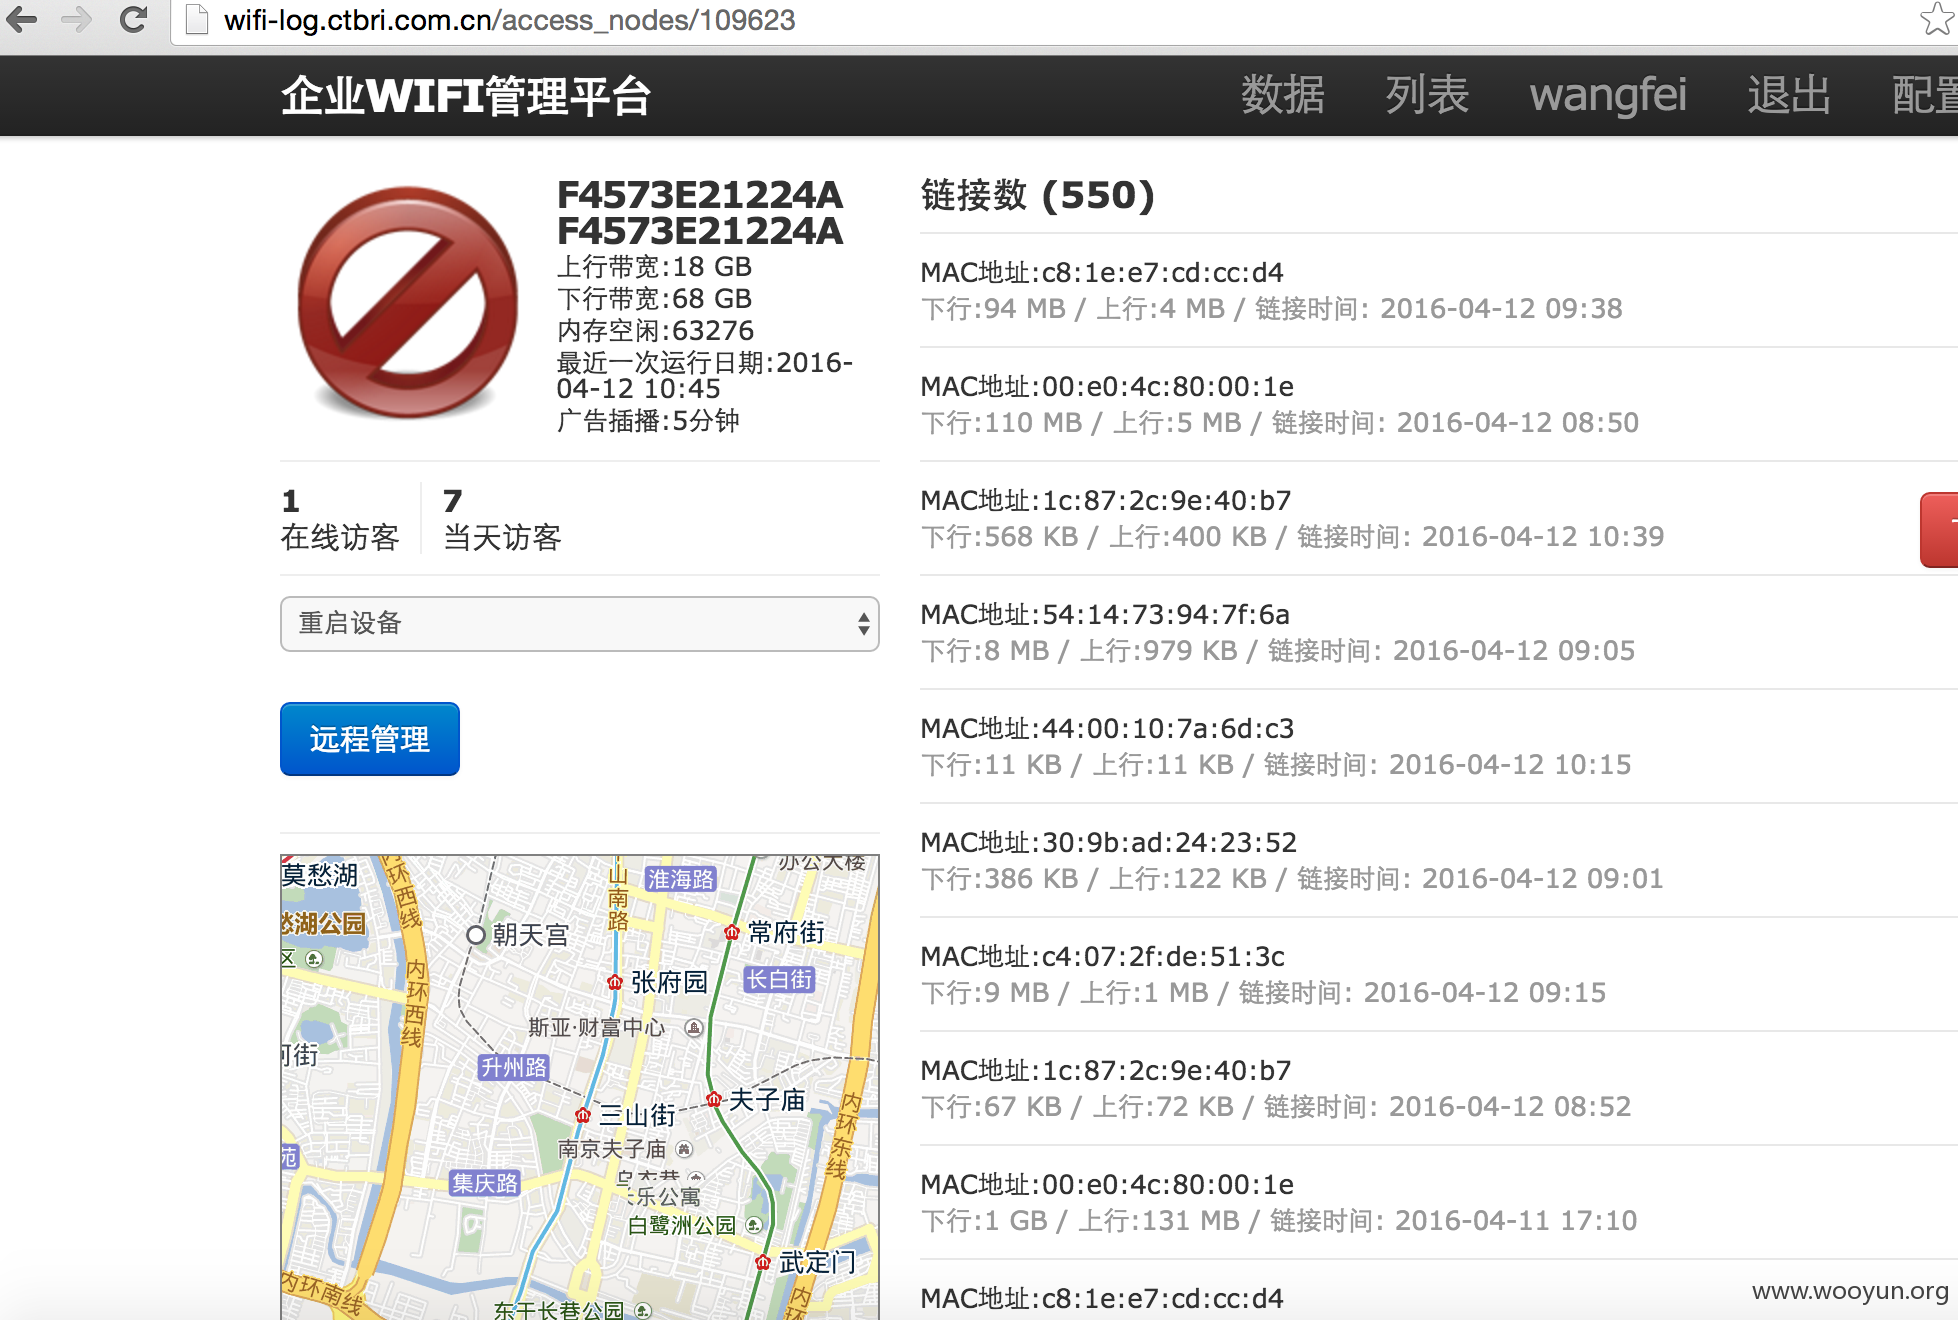 wifi-log.ctbri.com.cn/access_nodes/109623
企业WIFI管理平台
数据 列表 wangfei 退出 配置
F4573E21224A
F4573E21224A
上行带宽:18 GB
下行带宽:68 GB
内存空闲:63276
最近一次运行日期:2016-
04-12 10:45
广告插播:5分钟
1
在线访客
7
当天访客
重启设备
远程管理
链接数 (550)
MAC地址:c8:1e:e7:cd:cc:d4
下行:94 MB / 上行:4 MB / 链接时间: 2016-04-12 09:38
MAC地址:00:e0:4c:80:00:1e
下行:110 MB / 上行:5 MB / 链接时间: 2016-04-12 08:50
MAC地址:1c:87:2c:9e:40:b7
下行:568 KB / 上行:400 KB / 链接时间: 2016-04-12 10:39
MAC地址:54:14:73:94:7f:6a
下行:8 MB / 上行:979 KB / 链接时间: 2016-04-12 09:05
MAC地址:44:00:10:7a:6d:c3
下行:11 KB / 上行:11 KB / 链接时间: 2016-04-12 10:15
MAC地址:30:9b:ad:24:23:52
下行:386 KB / 上行:122 KB / 链接时间: 2016-04-12 09:01
MAC地址:c4:07:2f:de:51:3c
下行:9 MB / 上行:1 MB / 链接时间: 2016-04-12 09:15
MAC地址:1c:87:2c:9e:40:b7
下行:67 KB / 上行:72 KB / 链接时间: 2016-04-12 08:52
MAC地址:00:e0:4c:80:00:1e
下行:1 GB / 上行:131 MB / 链接时间: 2016-04-11 17:10
MAC地址:c8:1e:e7:cd:cc:d4
莫愁湖
愁湖公园
区
内环西线
内环西线
山南路
淮海路
办公大楼
朝天宫
常府街
张府园
长白街
斯亚·财富中心
河街
升州路
三山街
夫子庙
内环东线
南京夫子庙
苑
集庆路
乌衣巷
长乐公寓
白鹭洲公园
武定门
内环南线
东干长巷公园
内环
www.wooyun.org